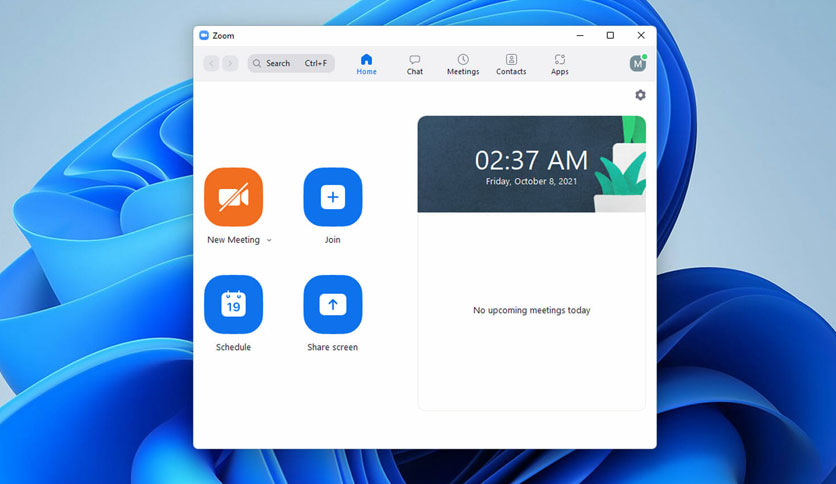 Zoom
Search Ctrl+F
Home
Chat
Meetings
Contacts
Apps
M
02:37 AM
Friday, October 8, 2021
New Meeting
Join
19
Schedule
Share screen
No upcoming meetings today